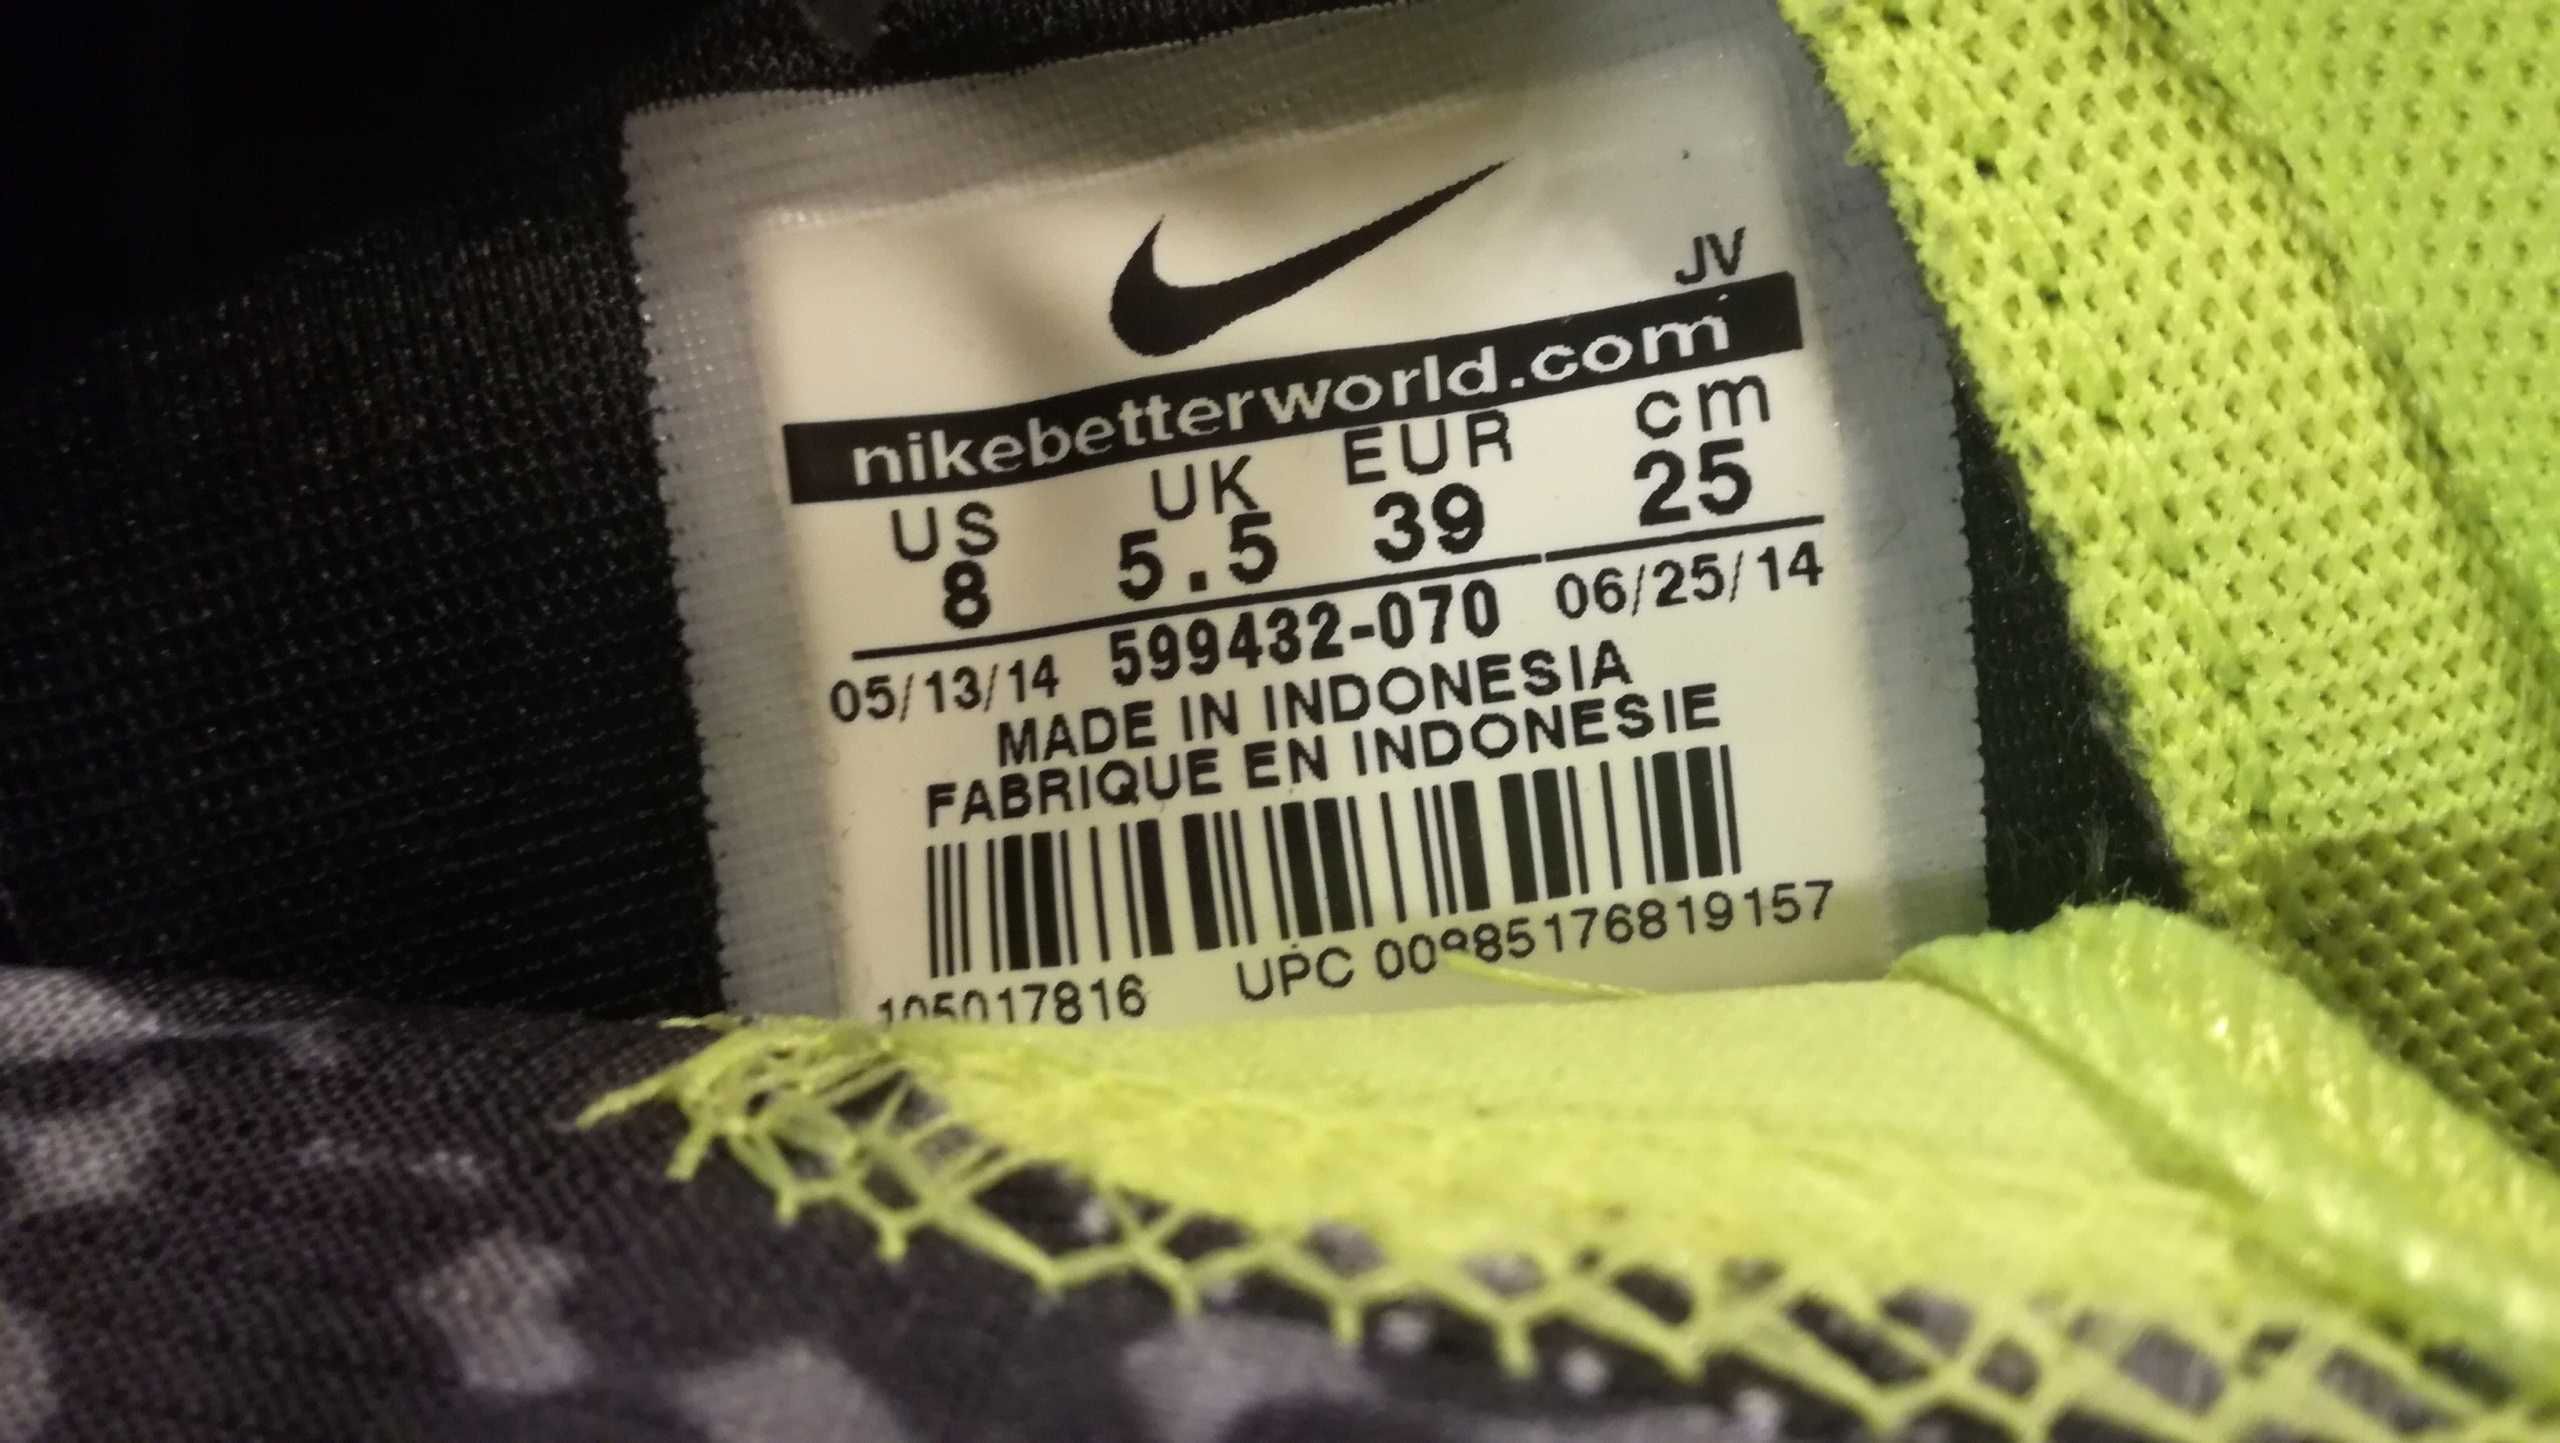 JV
nikebetterworld.com
US UK EUR cm
8 5.5 39 25
05/13/14 599432-070 06/25/14
MADE IN INDONESIA
FABRIQUE EN INDONESIE
105017816 UPC 00885176819157